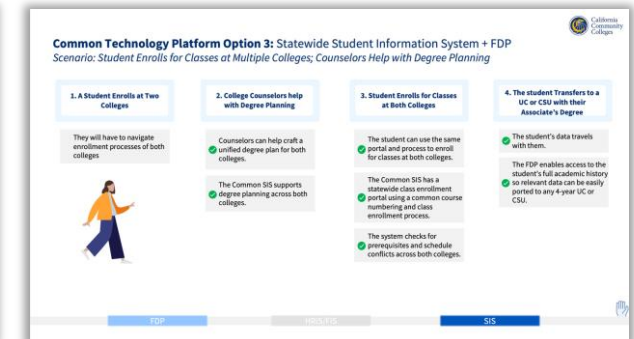 California
Community
Colleges
Common Technology Platform Option 3: Statewide Student Information System + FDP
Scenario: Student Enrolls for Classes at Multiple Colleges; Counselors Help with Degree Planning
1. A Student Enrolls at Two
Colleges
They will have to navigate
enrollment processes of both
colleges
2. College Counselors help
with Degree Planning
Counselors can help craft a
unified degree plan for both
colleges.
The Common SIS supports
degree planning across both
colleges.
3. Student Enrolls for Classes
at Both Colleges
The student can use the same
portal and process to enroll
for classes at both colleges.
The Common SIS has a
statewide class enrollment
portal using a common course
numbering and class
enrollment process.
The system checks for
prerequisites and schedule
conflicts across both colleges.
4. The student Transfers to a
UC or CSU with their
Associate's Degree
The student's data travels
with them.
The FDP enables access to the
student's full academic history
so relevant data can be easily
ported to any 4-year UC or
CSU.
FDP
HRIS/FIS
SIS